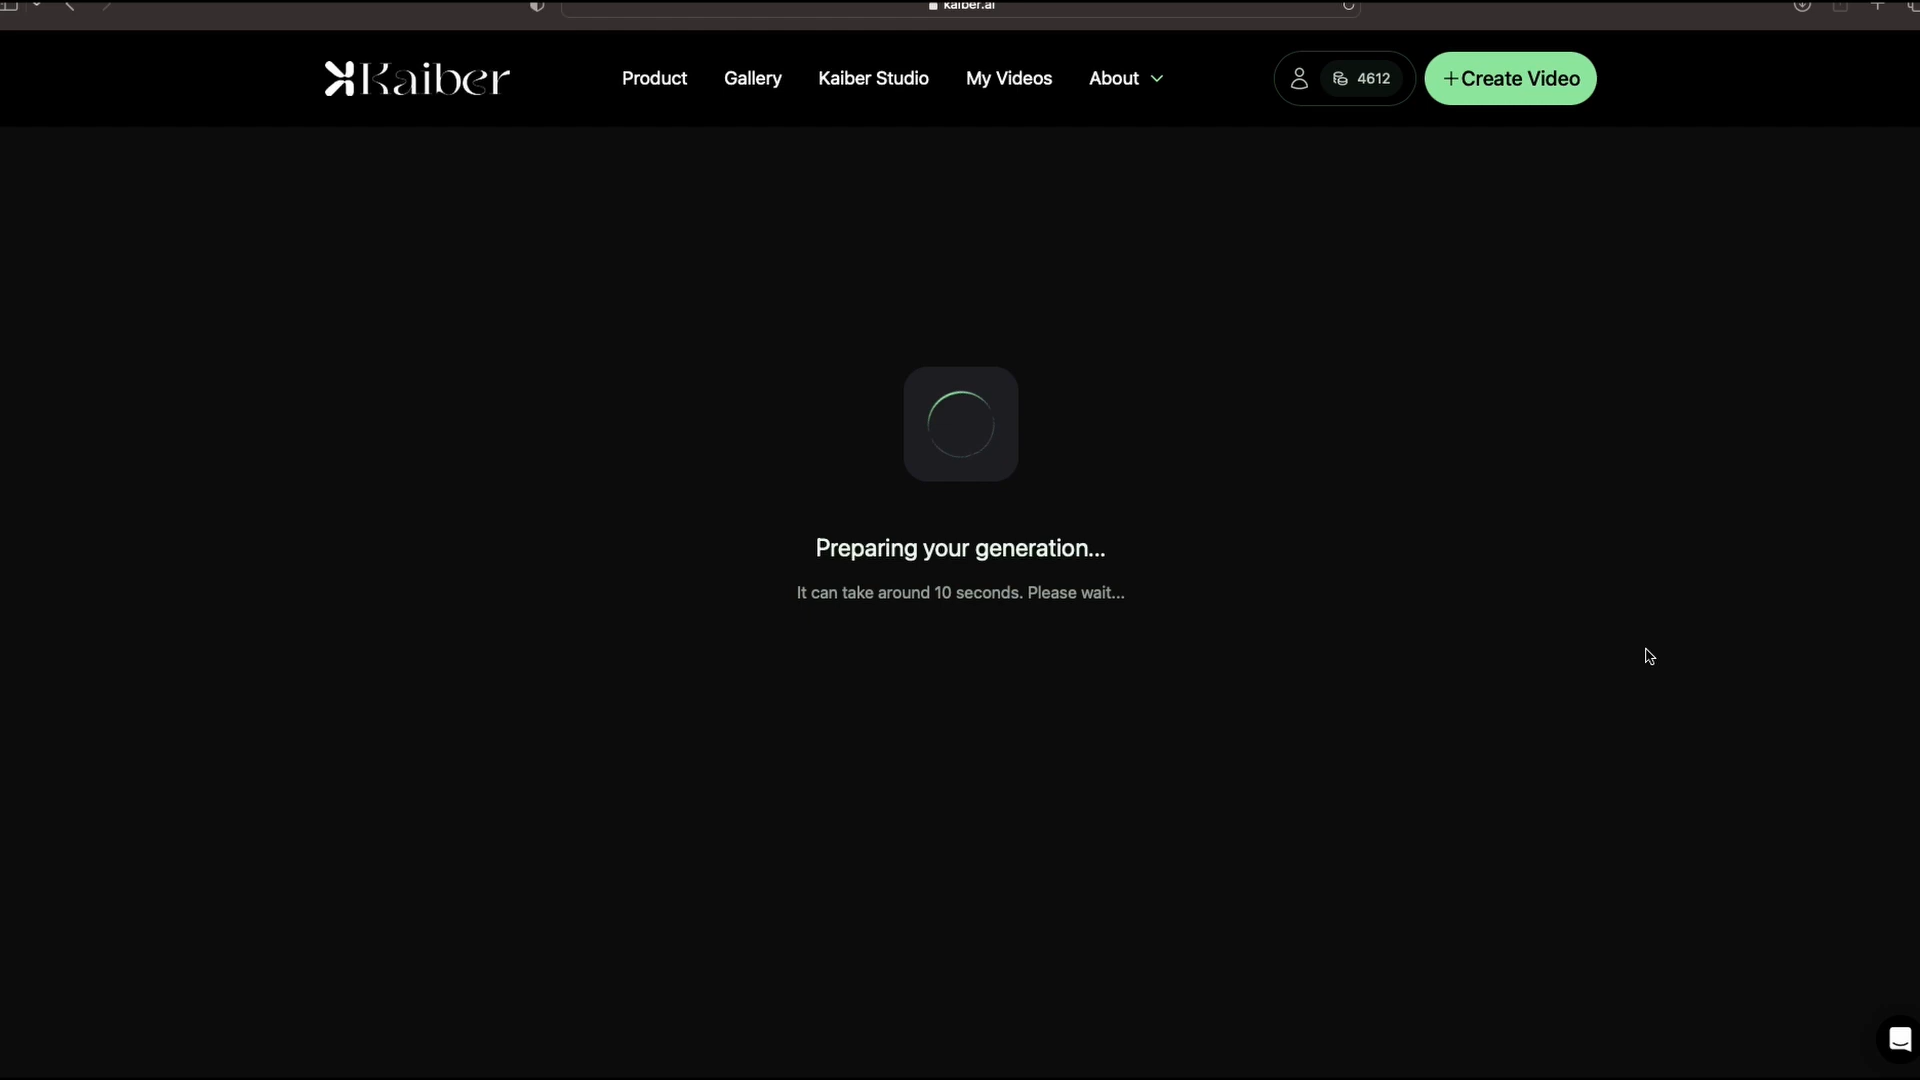 kaiber.ai
Kaiber
Product
Gallery
Kaiber Studio
My Videos
About
4612
+Create Video
Preparing your generation...
It can take around 10 seconds. Please wait...